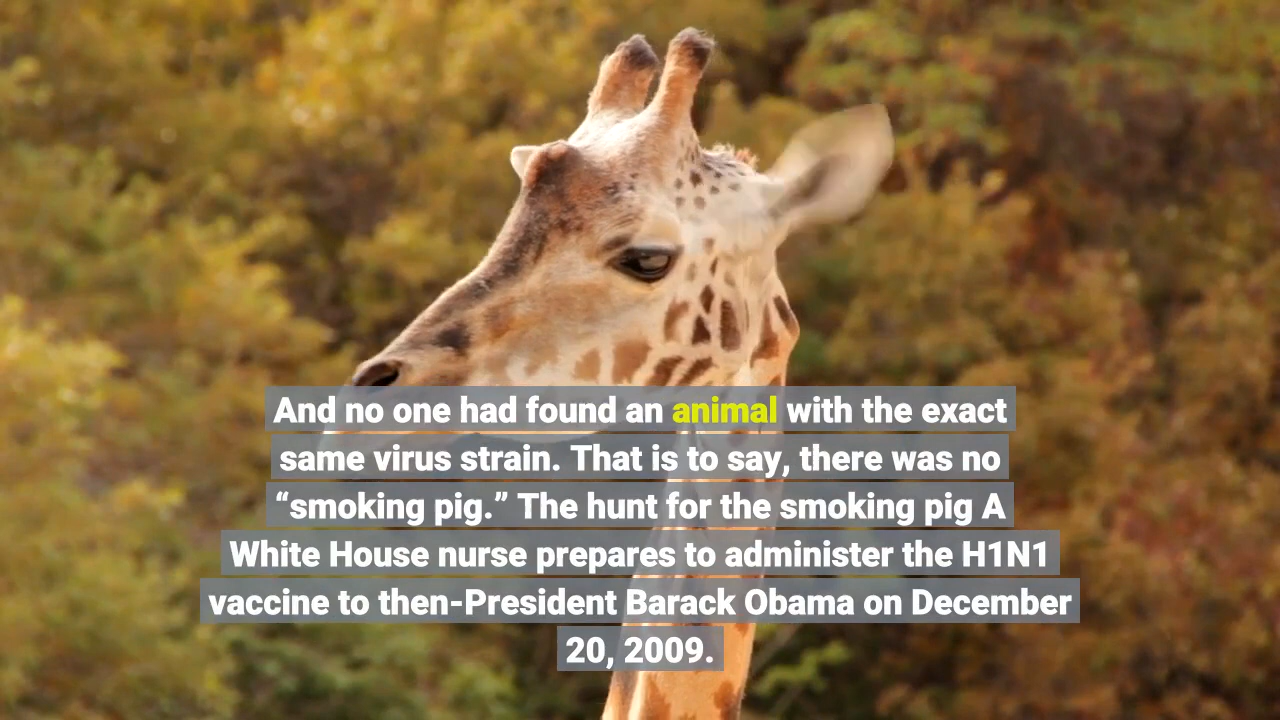 And no one had found an animal with the exact
same virus strain. That is to say, there was no
“smoking pig.” The hunt for the smoking pig A
White House nurse prepares to administer the H1N1
vaccine to then-President Barack Obama on December
20, 2009.